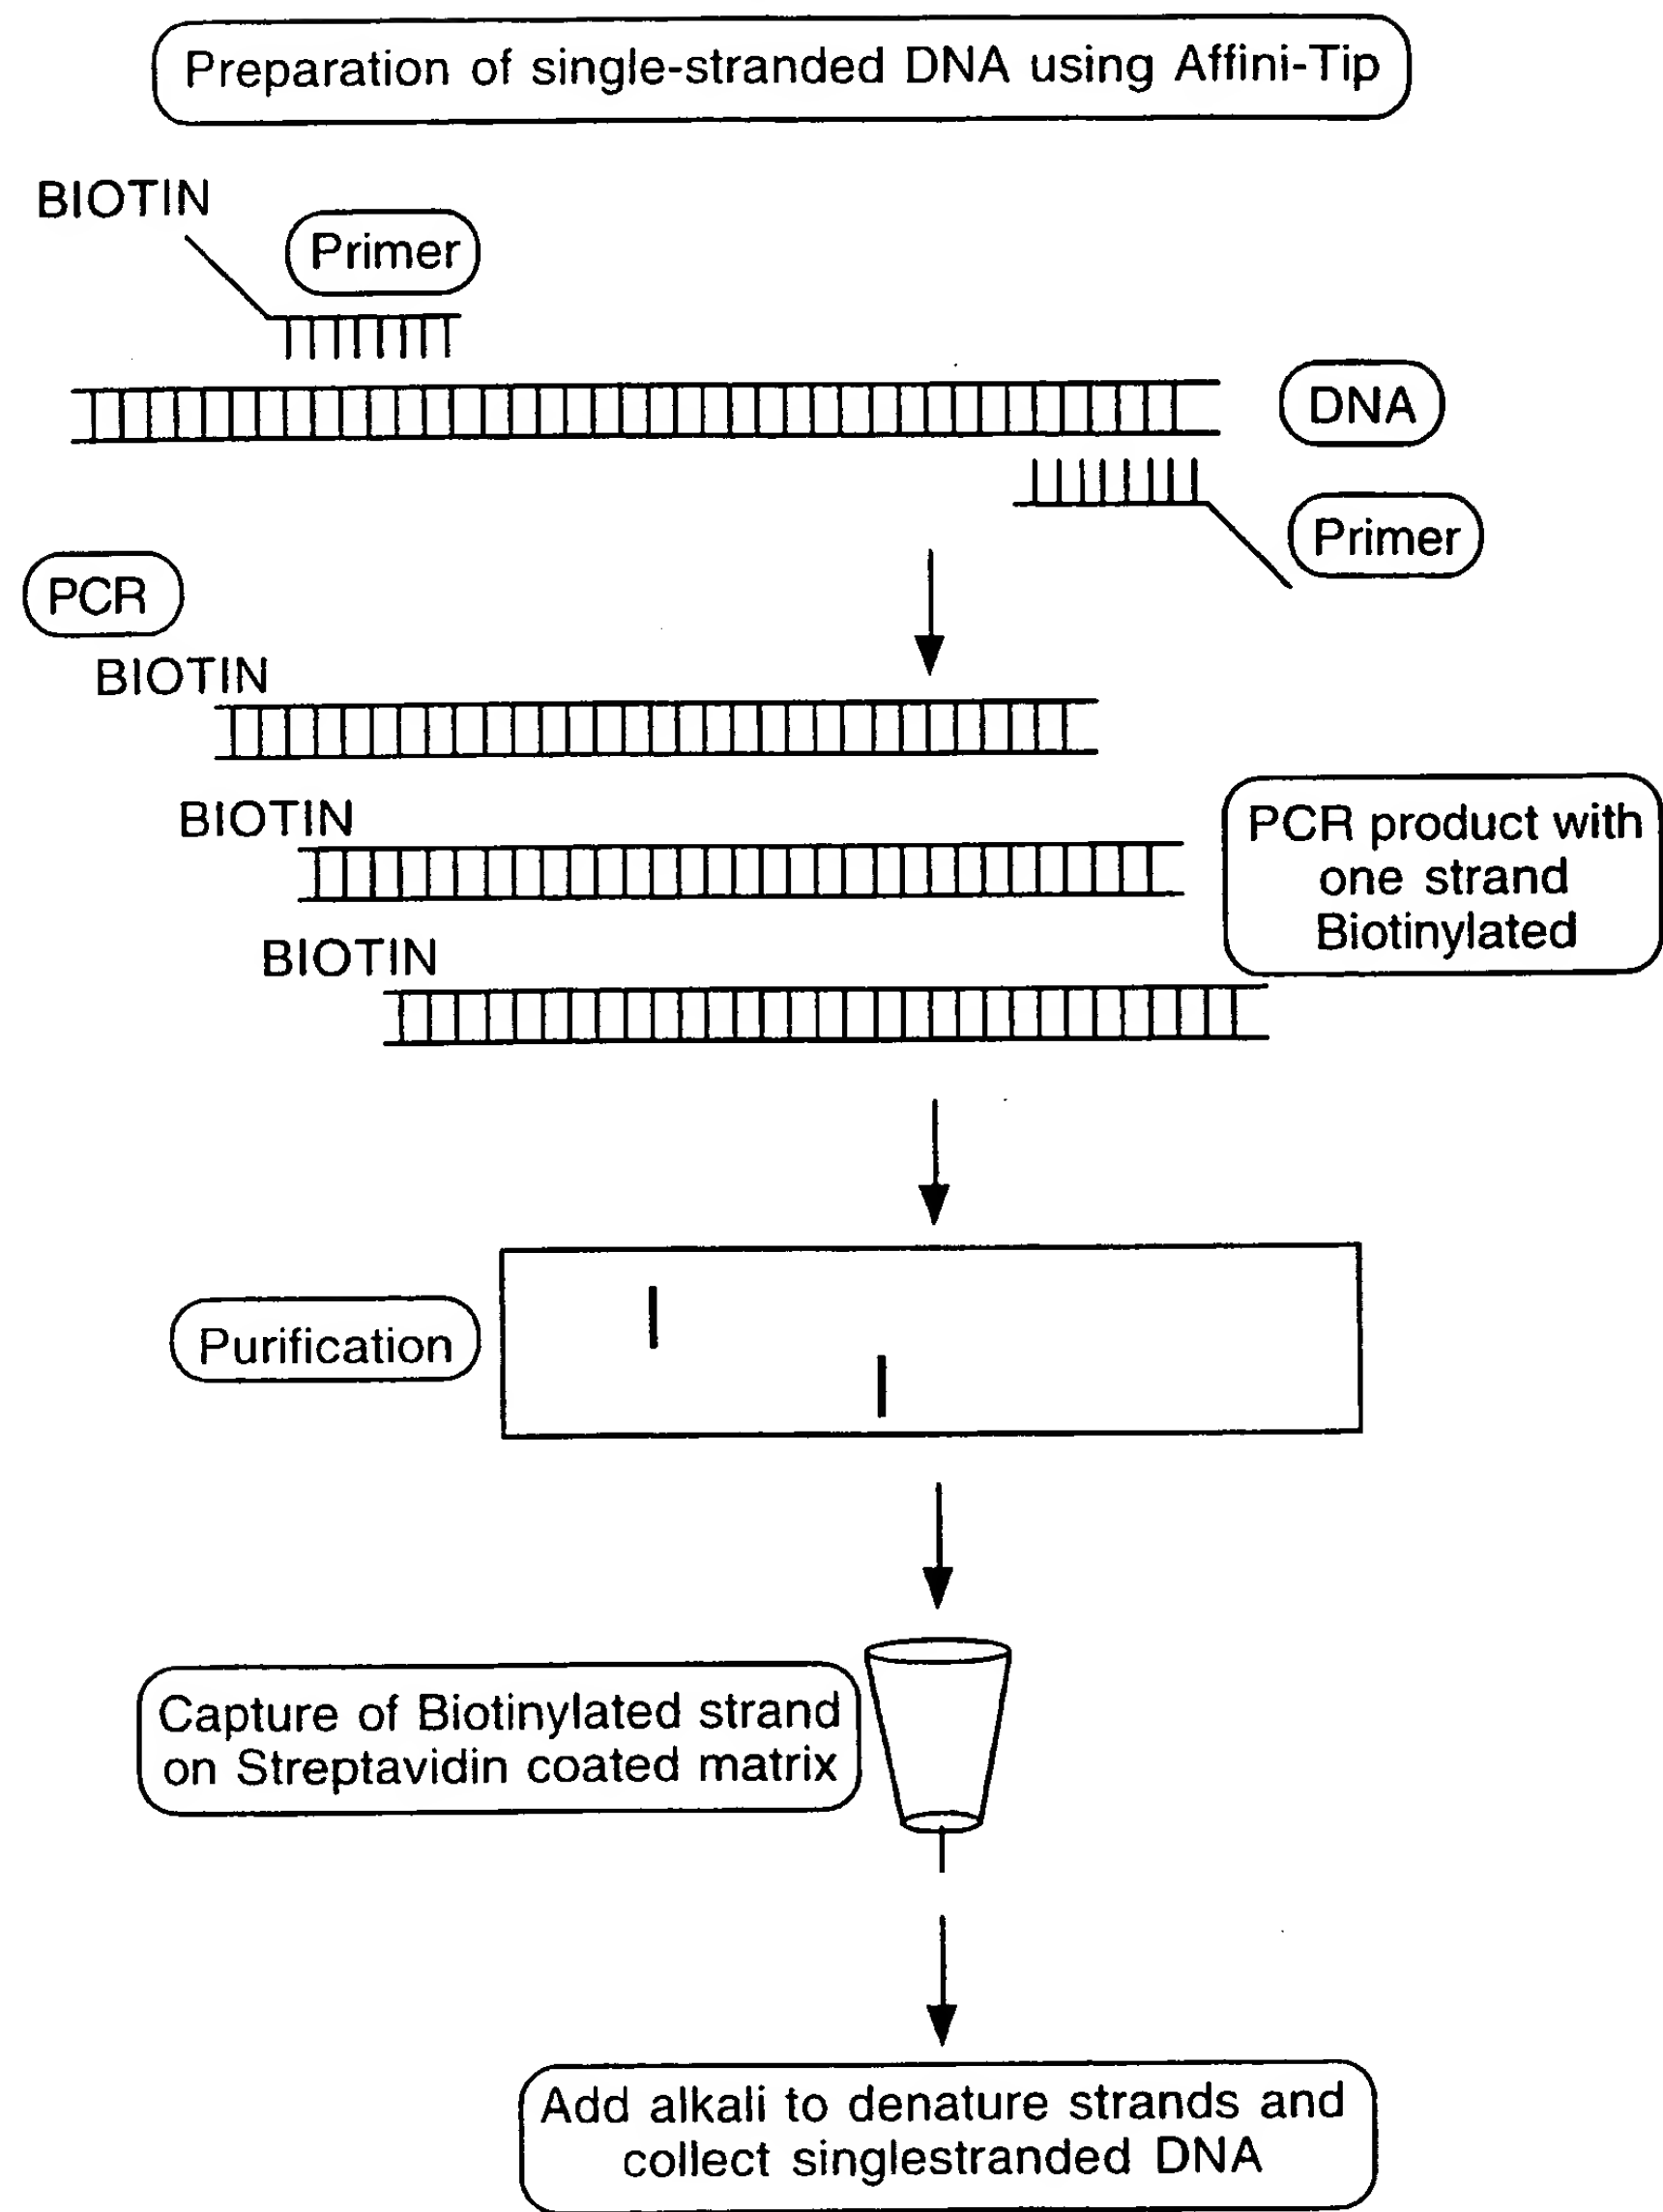 Preparation of single-stranded DNA using Affini-Tip
BIOTIN
Primer
DNA
Primer
PCR
BIOTIN
BIOTIN
PCR product with
one strand
Biotinylated
BIOTIN
Purification
Capture of Biotinylated strand
on Streptavidin coated matrix
Add alkali to denature strands and
collect singlestranded DNA